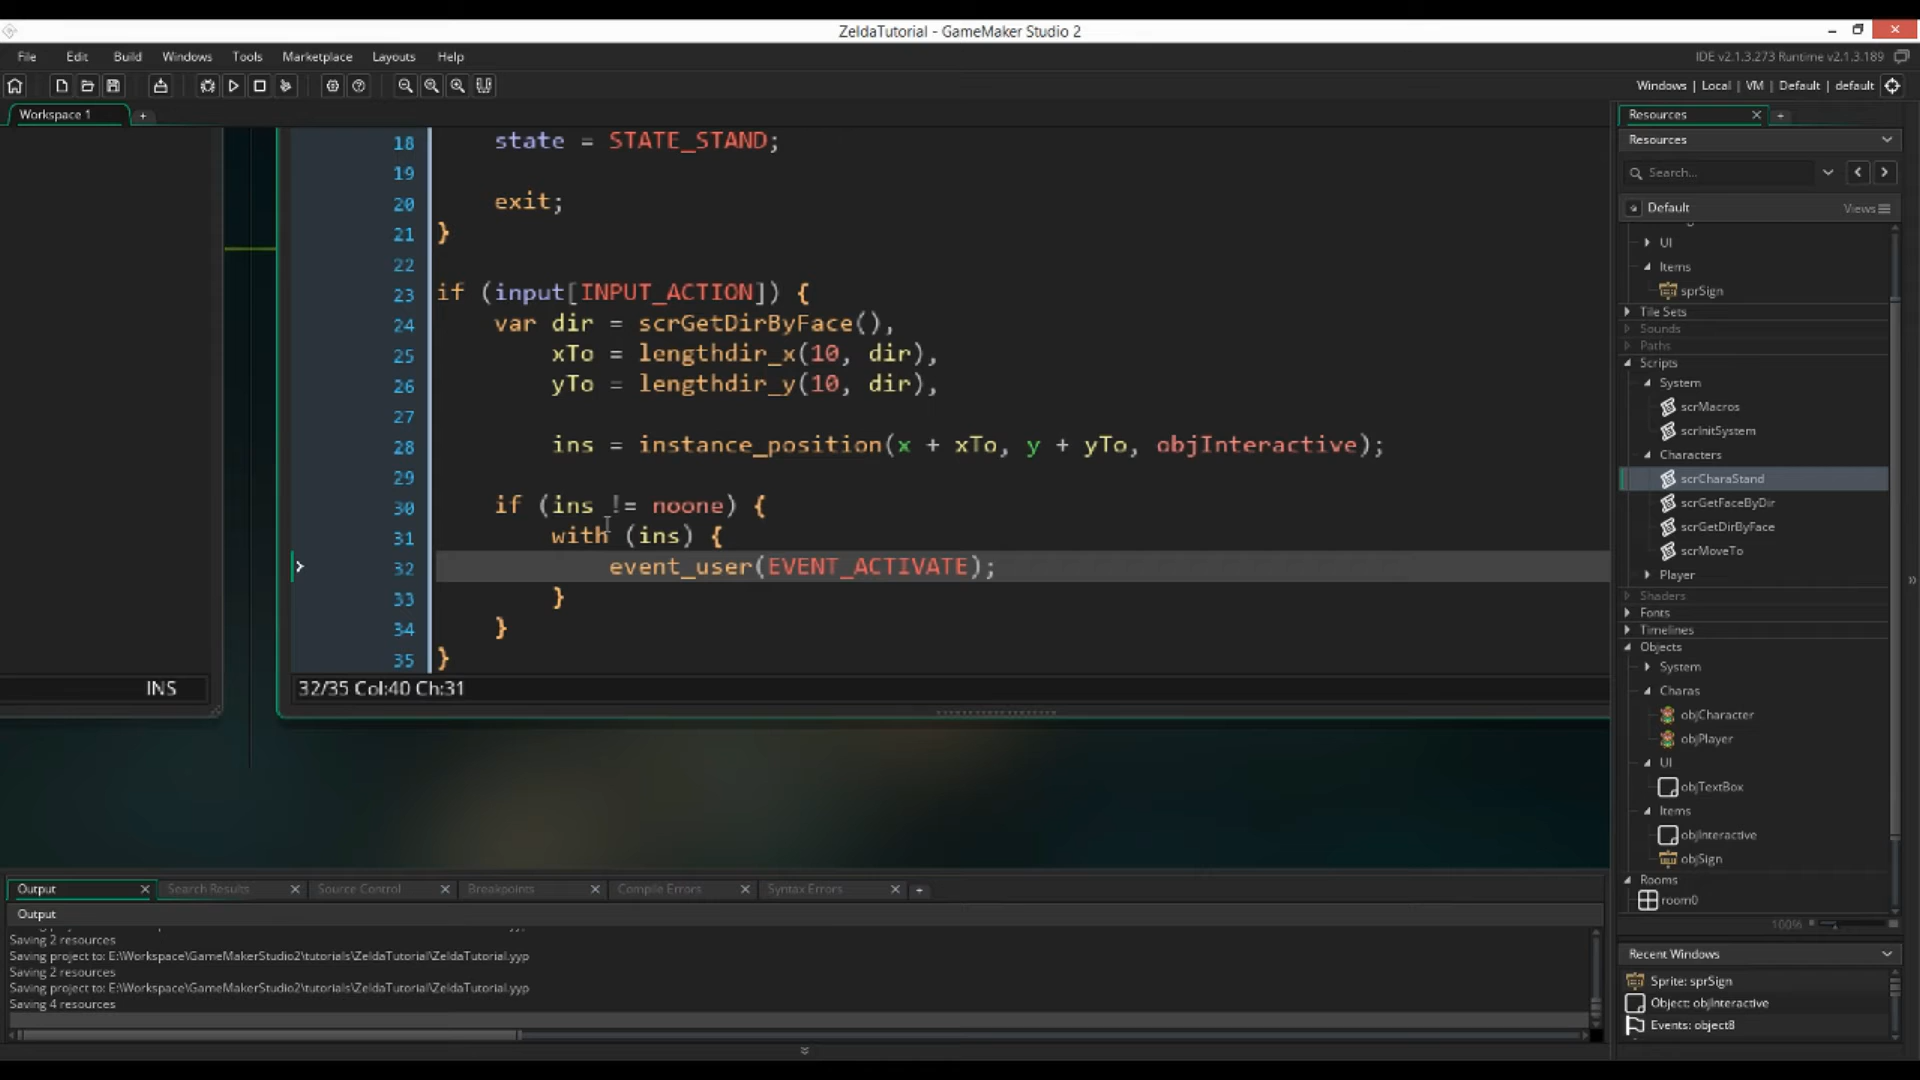 ZeldaTutorial - GameMaker Studio 2
File Edit Build Windows Tools Marketplace Layouts Help
IDE v2.1.3.273 Runtime v2.1.3.189
Windows | Local | VM | Default | default
Workspace 1
18 state = STATE_STAND;
19
20 exit;
21 }
22
23 if (input[INPUT_ACTION]) {
24 var dir = scrGetDirByFace(),
25 xTo = lengthdir_x(10, dir),
26 yTo = lengthdir_y(10, dir),
27
28 ins = instance_position(x + xTo, y + yTo, objInteractive);
29
30 if (ins != noone) {
31 with (ins) {
32 event_user(EVENT_ACTIVATE);
33 }
34 }
35 }
INS
32/35 Col:40 Ch:31
Resources
Resources
Search...
Default Views
UI
Items
sprSign
Tile Sets
Sounds
Paths
Scripts
System
scrMacros
scrInitSystem
Characters
scrCharaStand
scrGetFaceByDir
scrGetDirByFace
scrMoveTo
Player
Shaders
Fonts
Timelines
Objects
System
Charas
objCharacter
objPlayer
UI
objTextBox
Items
objInteractive
objSign
Rooms
room0
100%
Recent Windows
Sprite: sprSign
Object: objInteractive
Events: object8
Output Search Results Source Control Breakpoints Compile Errors Syntax Errors
Output
Saving 2 resources
Saving project to: E:\Workspace\GameMakerStudio2\tutorials\ZeldaTutorial\ZeldaTutorial.yyp
Saving 2 resources
Saving project to: E:\Workspace\GameMakerStudio2\tutorials\ZeldaTutorial\ZeldaTutorial.yyp
Saving 4 resources